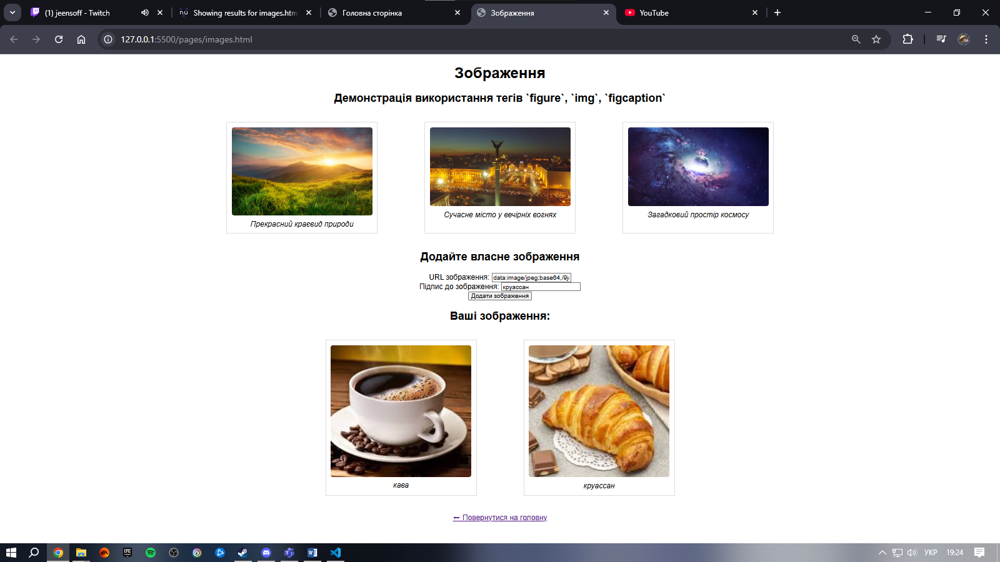 (1) jeensoff - Twitch
Showing results for images.htm
Головна сторінка
Зображення
YouTube
127.0.0.1:5500/pages/images.html
Зображення
Демонстрація використання тегів `figure`, `img`, `figcaption`
Прекрасний краєвид природи
Сучасне місто у вечірніх вогнях
Загадковий простір космосу
Додайте власне зображення
URL зображення: data:image/jpeg;base64,/9j/
Підпис до зображення: круассан
Додати зображення
Ваші зображення:
кава
круассан
← Повернутися на головну
EA
EPIC GAMES
УКР
19:24